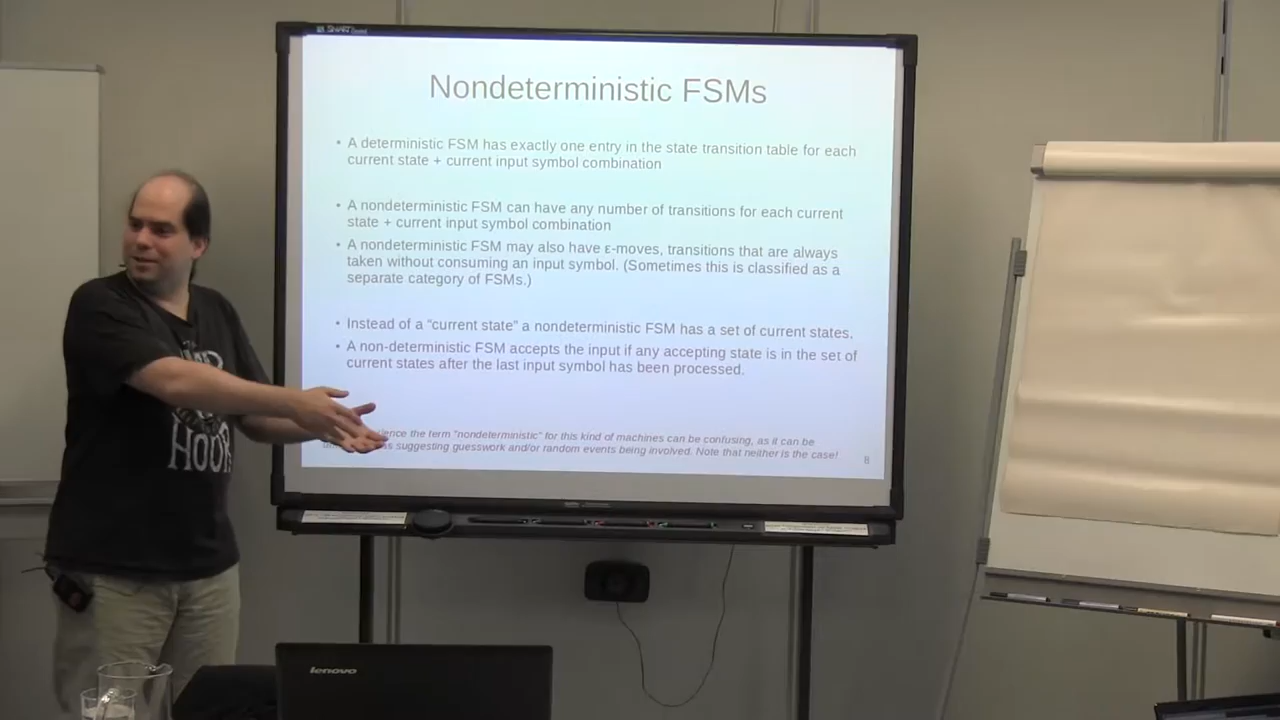 SMART
Nondeterministic FSMs
• A deterministic FSM has exactly one entry in the state transition table for each
current state + current input symbol combination
• A nondeterministic FSM can have any number of transitions for each current
state + current input symbol combination
• A nondeterministic FSM may also have ε-moves, transitions that are always
taken without consuming an input symbol. (Sometimes this is classified as a
separate category of FSMs.)
• Instead of a "current state" a nondeterministic FSM has a set of current states.
• A non-deterministic FSM accepts the input if any accepting state is in the set of
current states after the last input symbol has been processed.
the term "nondeterministic" for this kind of machines can be confusing, as it can be
as suggesting guesswork and/or random events being involved. Note that neither is the case!
8
HOOK
lenovo